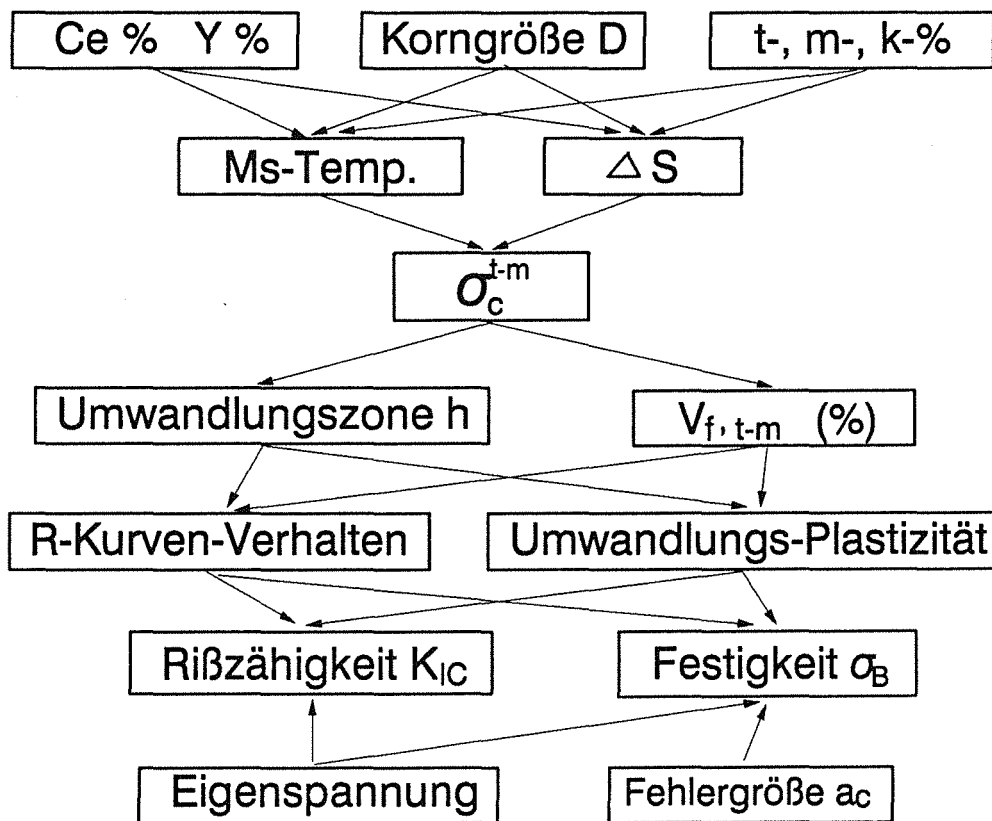 Ce % Y %
Korngröße D
t-, m-, k-%
Ms-Temp.
△ S
σc t-m
Umwandlungszone h
Vf, t-m (%)
R-Kurven-Verhalten
Umwandlungs-Plastizität
Rißzähigkeit KIC
Festigkeit σB
Eigenspannung
Fehlergröße ac